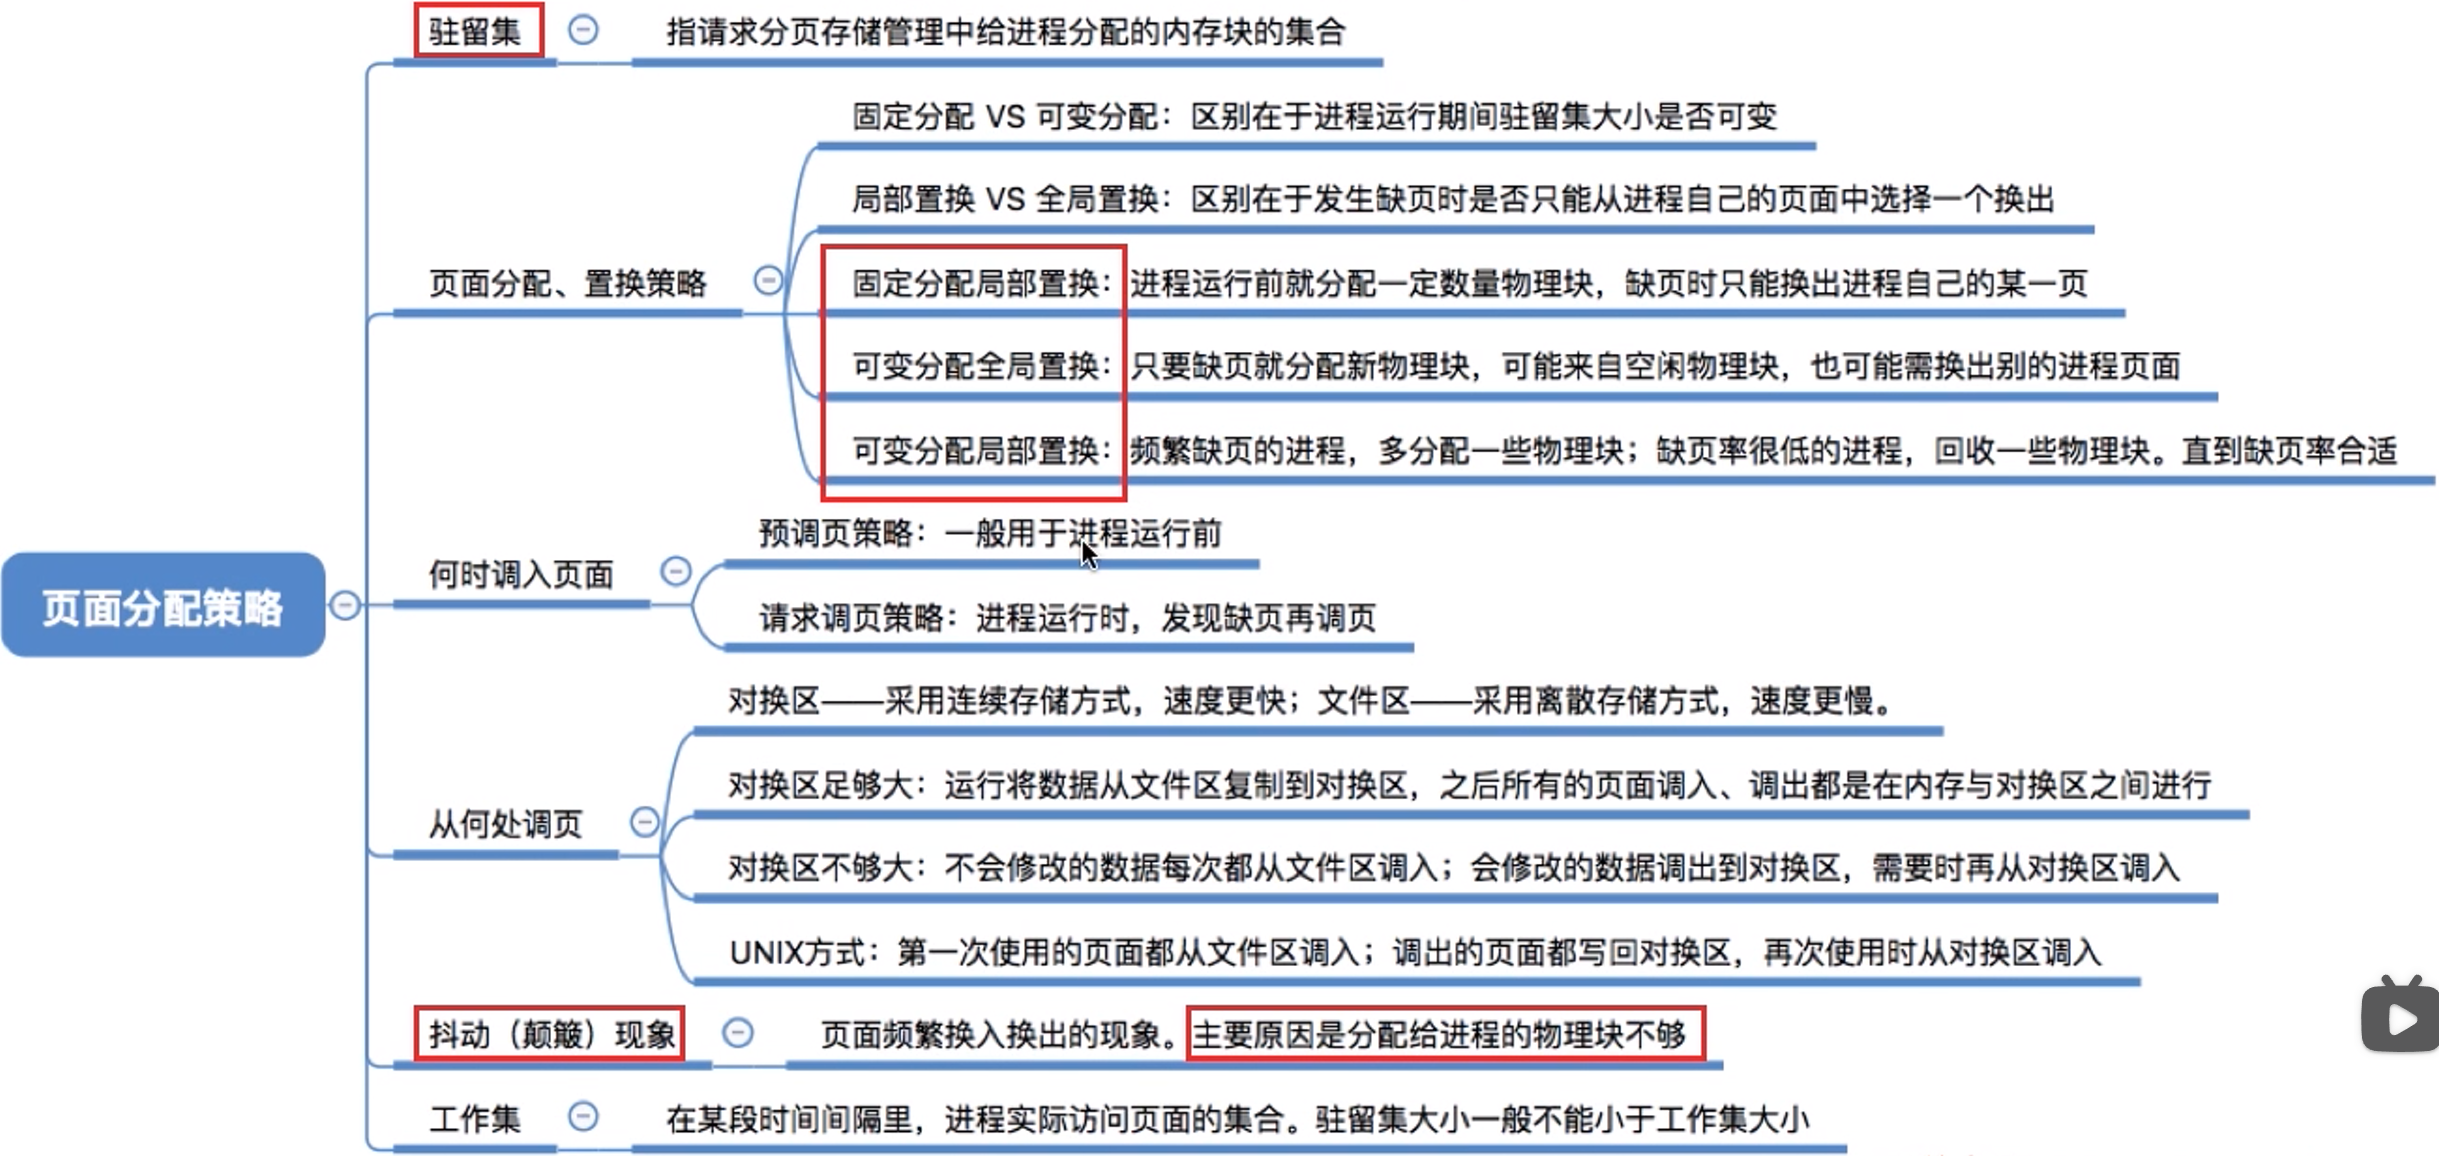 驻留集
指请求分页存储管理中给进程分配的内存块的集合
固定分配 VS 可变分配：区别在于进程运行期间驻留集大小是否可变
局部置换 VS 全局置换：区别在于发生缺页时是否只能从进程自己的页面中选择一个换出
页面分配、置换策略
固定分配局部置换：进程运行前就分配一定数量物理块，缺页时只能换出进程自己的某一页
可变分配全局置换：只要缺页就分配新物理块，可能来自空闲物理块，也可能需换出别的进程页面
可变分配局部置换：频繁缺页的进程，多分配一些物理块；缺页率很低的进程，回收一些物理块。直到缺页率合适
页面分配策略
何时调入页面
预调页策略：一般用于进程运行前
请求调页策略：进程运行时，发现缺页再调页
对换区——采用连续存储方式，速度更快；文件区——采用离散存储方式，速度更慢。
对换区足够大：运行将数据从文件区复制到对换区，之后所有的页面调入、调出都是在内存与对换区之间进行
从何处调页
对换区不够大：不会修改的数据每次都从文件区调入；会修改的数据调出到对换区，需要时再从对换区调入
UNIX方式：第一次使用的页面都从文件区调入；调出的页面都写回对换区，再次使用时从对换区调入
抖动（颠簸）现象
页面频繁换入换出的现象。主要原因是分配给进程的物理块不够
工作集
在某段时间间隔里，进程实际访问页面的集合。驻留集大小一般不能小于工作集大小